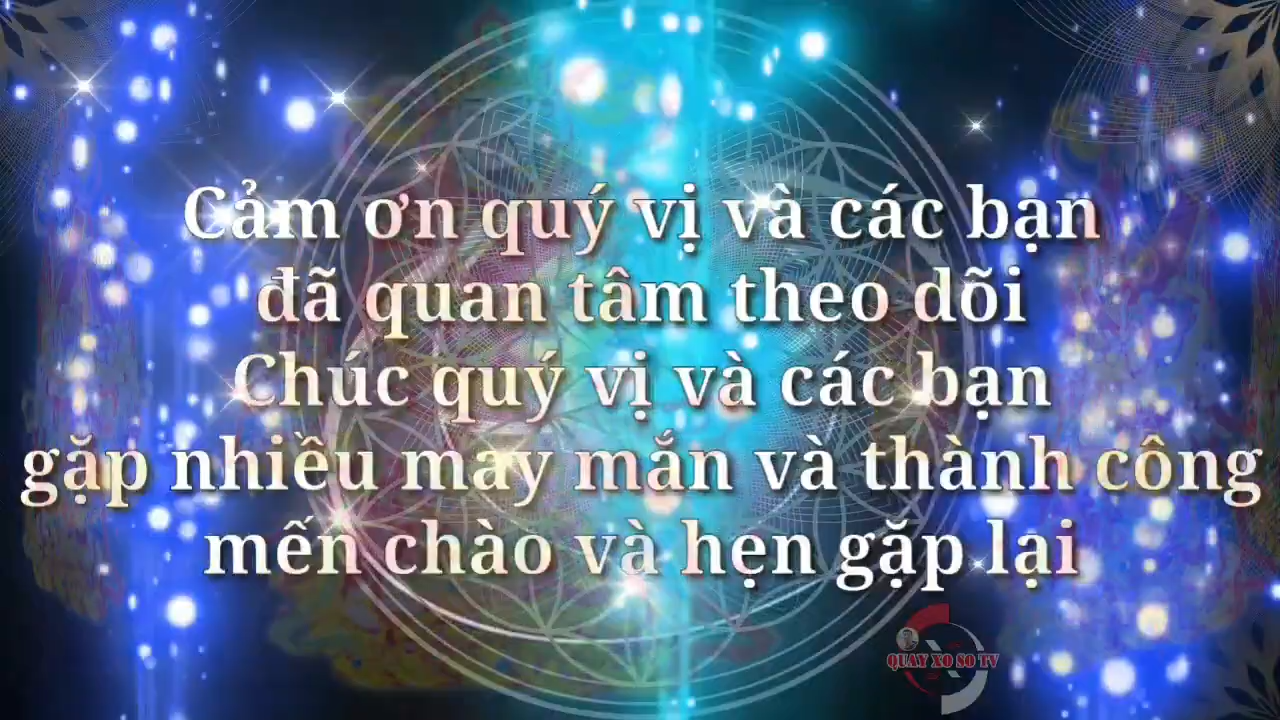 Cảm ơn quý vị và các bạn
đã quan tâm theo dõi
Chúc quý vị và các bạn
gặp nhiều may mắn và thành công
mến chào và hẹn gặp lại
QUAY XO SO TV